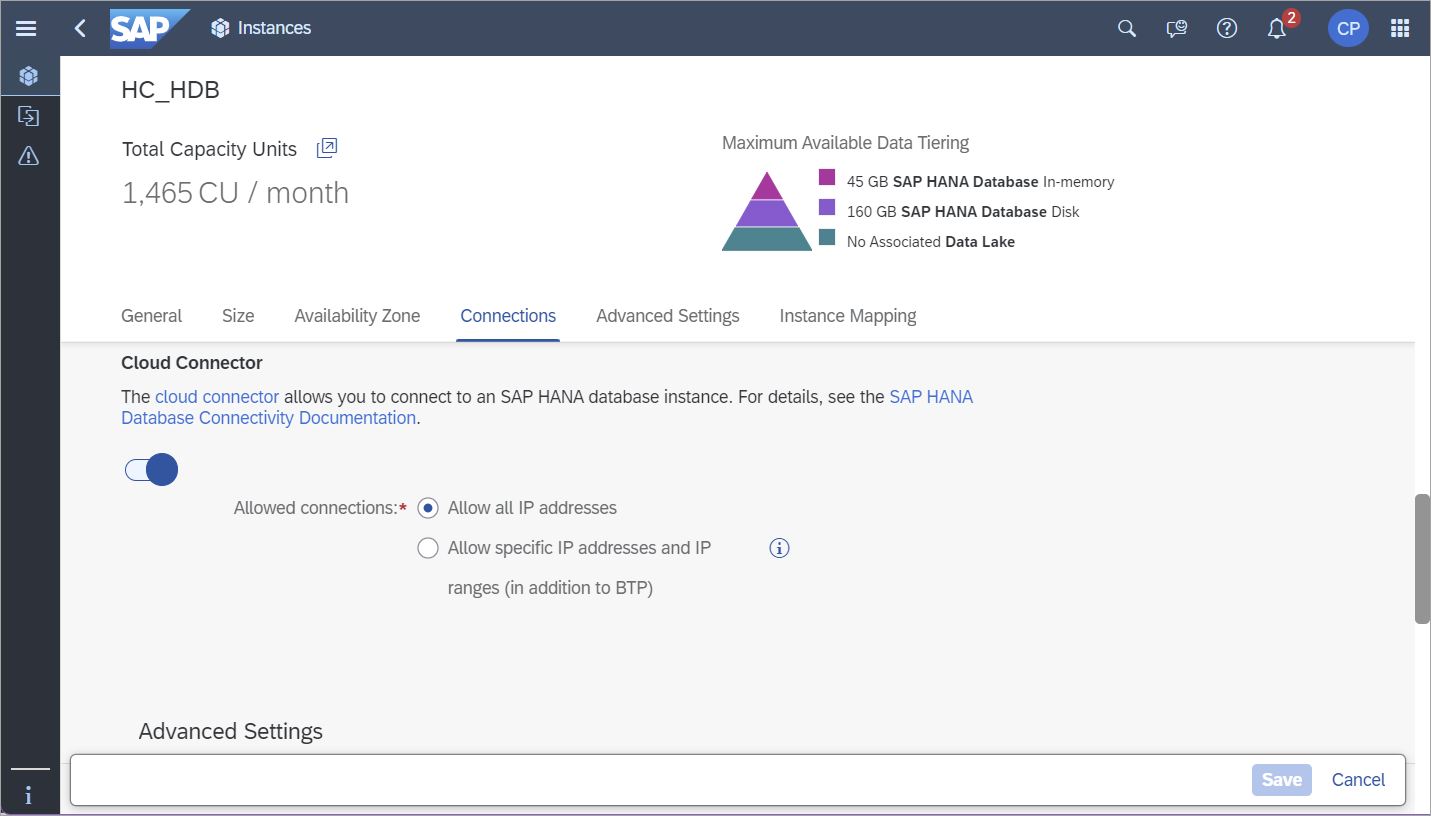 SAP
Instances
2
CP
HC_HDB
Total Capacity Units
1,465 CU / month
Maximum Available Data Tiering
45 GB SAP HANA Database In-memory
160 GB SAP HANA Database Disk
No Associated Data Lake
General
Size
Availability Zone
Connections
Advanced Settings
Instance Mapping
Cloud Connector
The cloud connector allows you to connect to an SAP HANA database instance. For details, see the SAP HANA
Database Connectivity Documentation.
Allowed connections:*
Allow all IP addresses
Allow specific IP addresses and IP
ranges (in addition to BTP)
Advanced Settings
Save
Cancel